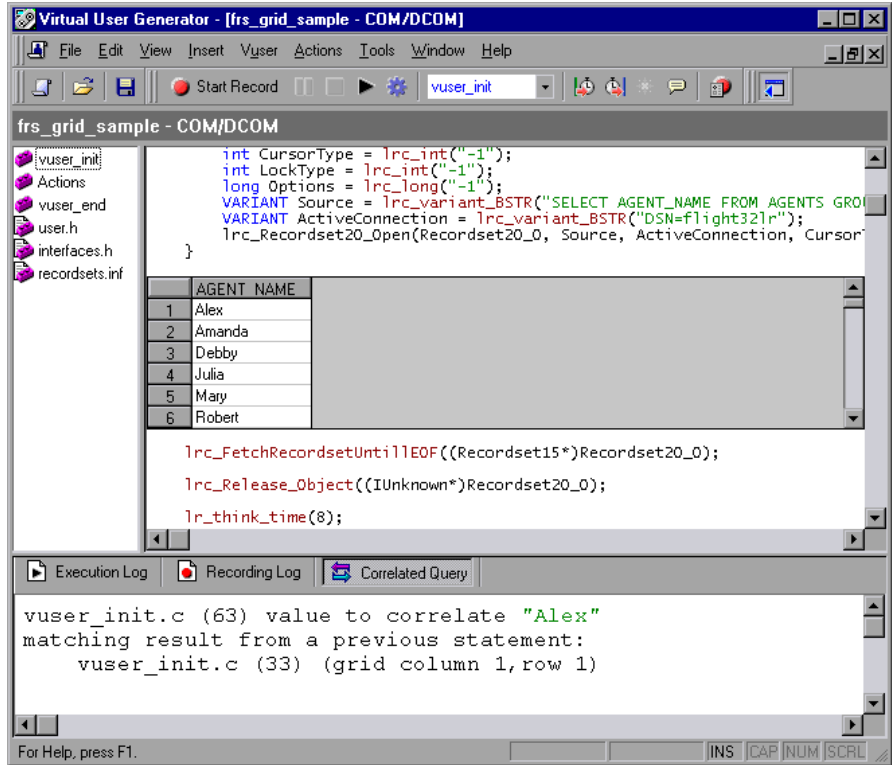 Virtual User Generator - [frs_grid_sample - COM/DCOM]
File Edit View Insert Vuser Actions Tools Window Help
Start Record vuser_init
frs_grid_sample - COM/DCOM
vuser_init
Actions
vuser_end
user.h
interfaces.h
recordsets.inf
int CursorType = lrc_int("-1");
int LockType = lrc_int("-1");
long Options = lrc_long("-1");
VARIANT Source = lrc_variant_BSTR("SELECT AGENT_NAME FROM AGENTS GROU
VARIANT ActiveConnection = lrc_variant_BSTR("DSN=flight32lr");
lrc_Recordset20_Open(Recordset20_0, Source, ActiveConnection, Cursor
}
AGENT_NAME
1 Alex
2 Amanda
3 Debby
4 Julia
5 Mary
6 Robert
lrc_FetchRecordsetUntillEOF((Recordset15*)Recordset20_0);
lrc_Release_Object((IUnknown*)Recordset20_0);
lr_think_time(8);
Execution Log Recording Log Correlated Query
vuser_init.c (63) value to correlate "Alex"
matching result from a previous statement:
vuser_init.c (33) (grid column 1,row 1)
For Help, press F1. INS CAP NUM SCRL